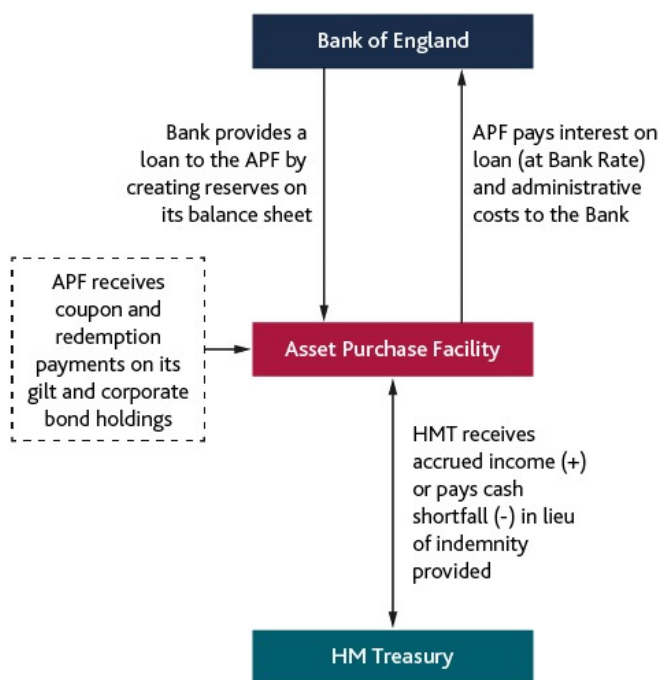 Bank of England
Bank provides a
loan to the APF by
creating reserves on
its balance sheet
APF pays interest on
loan (at Bank Rate)
and administrative
costs to the Bank
APF receives
coupon and
redemption
payments on its
gilt and corporate
bond holdings
Asset Purchase Facility
HMT receives
accrued income (+)
or pays cash
shortfall (-) in lieu
of indemnity
provided
HM Treasury